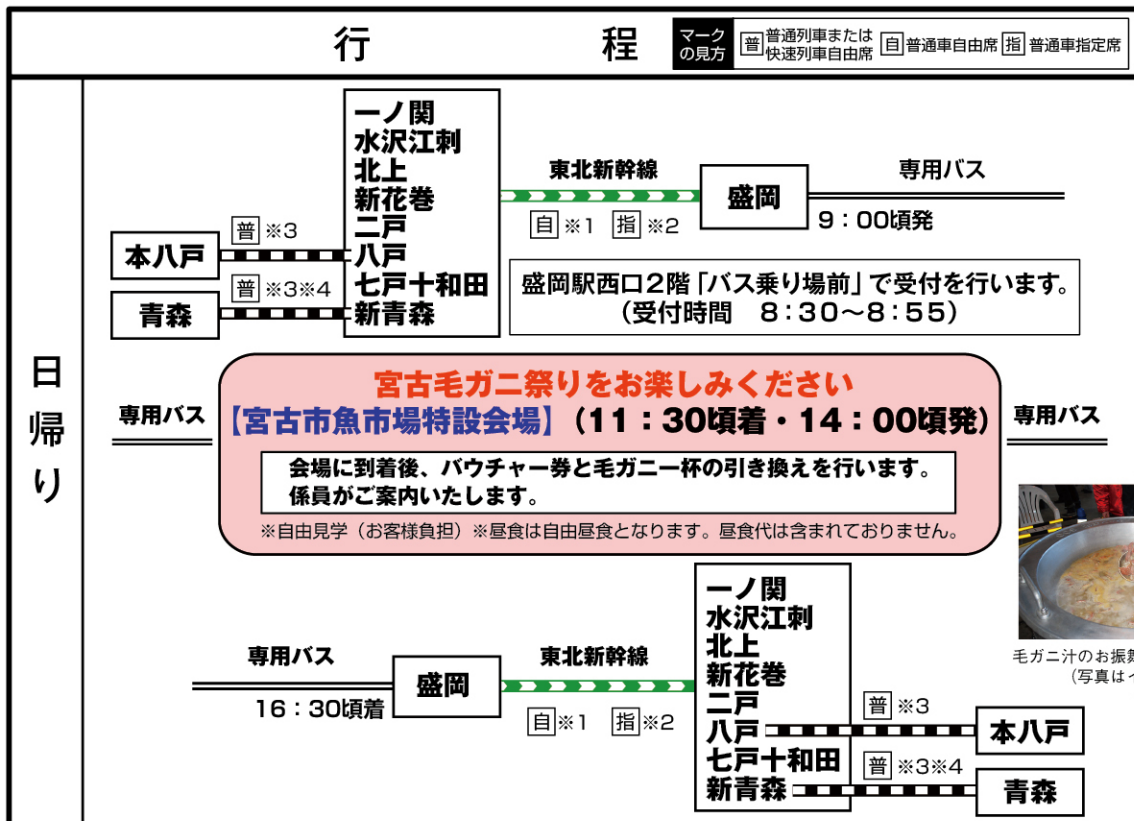 行程
マーク
の見方
普 普通列車または
快速列車自由席
自 普通車自由席
指 普通車指定席
日帰り
一ノ関
水沢江刺
北上
新花巻
二戸
八戸
七戸十和田
新青森
普 ※3
本八戸
普 ※3※4
青森
東北新幹線
自 ※1 指 ※2
盛岡
専用バス
9：00頃発
盛岡駅西口2階「バス乗り場前」で受付を行います。
（受付時間 8：30～8：55）
専用バス
宮古毛ガニ祭りをお楽しみください
【宮古市魚市場特設会場】（11：30頃着・14：00頃発）
会場に到着後、バウチャー券と毛ガニ一杯の引き換えを行います。
係員がご案内いたします。
※自由見学（お客様負担）※昼食は自由昼食となります。昼食代は含まれておりません。
専用バス
毛ガニ汁のお振舞
（写真はイ
専用バス
16：30頃着
盛岡
東北新幹線
自 ※1 指 ※2
一ノ関
水沢江刺
北上
新花巻
二戸
八戸
七戸十和田
新青森
普 ※3
本八戸
普 ※3※4
青森